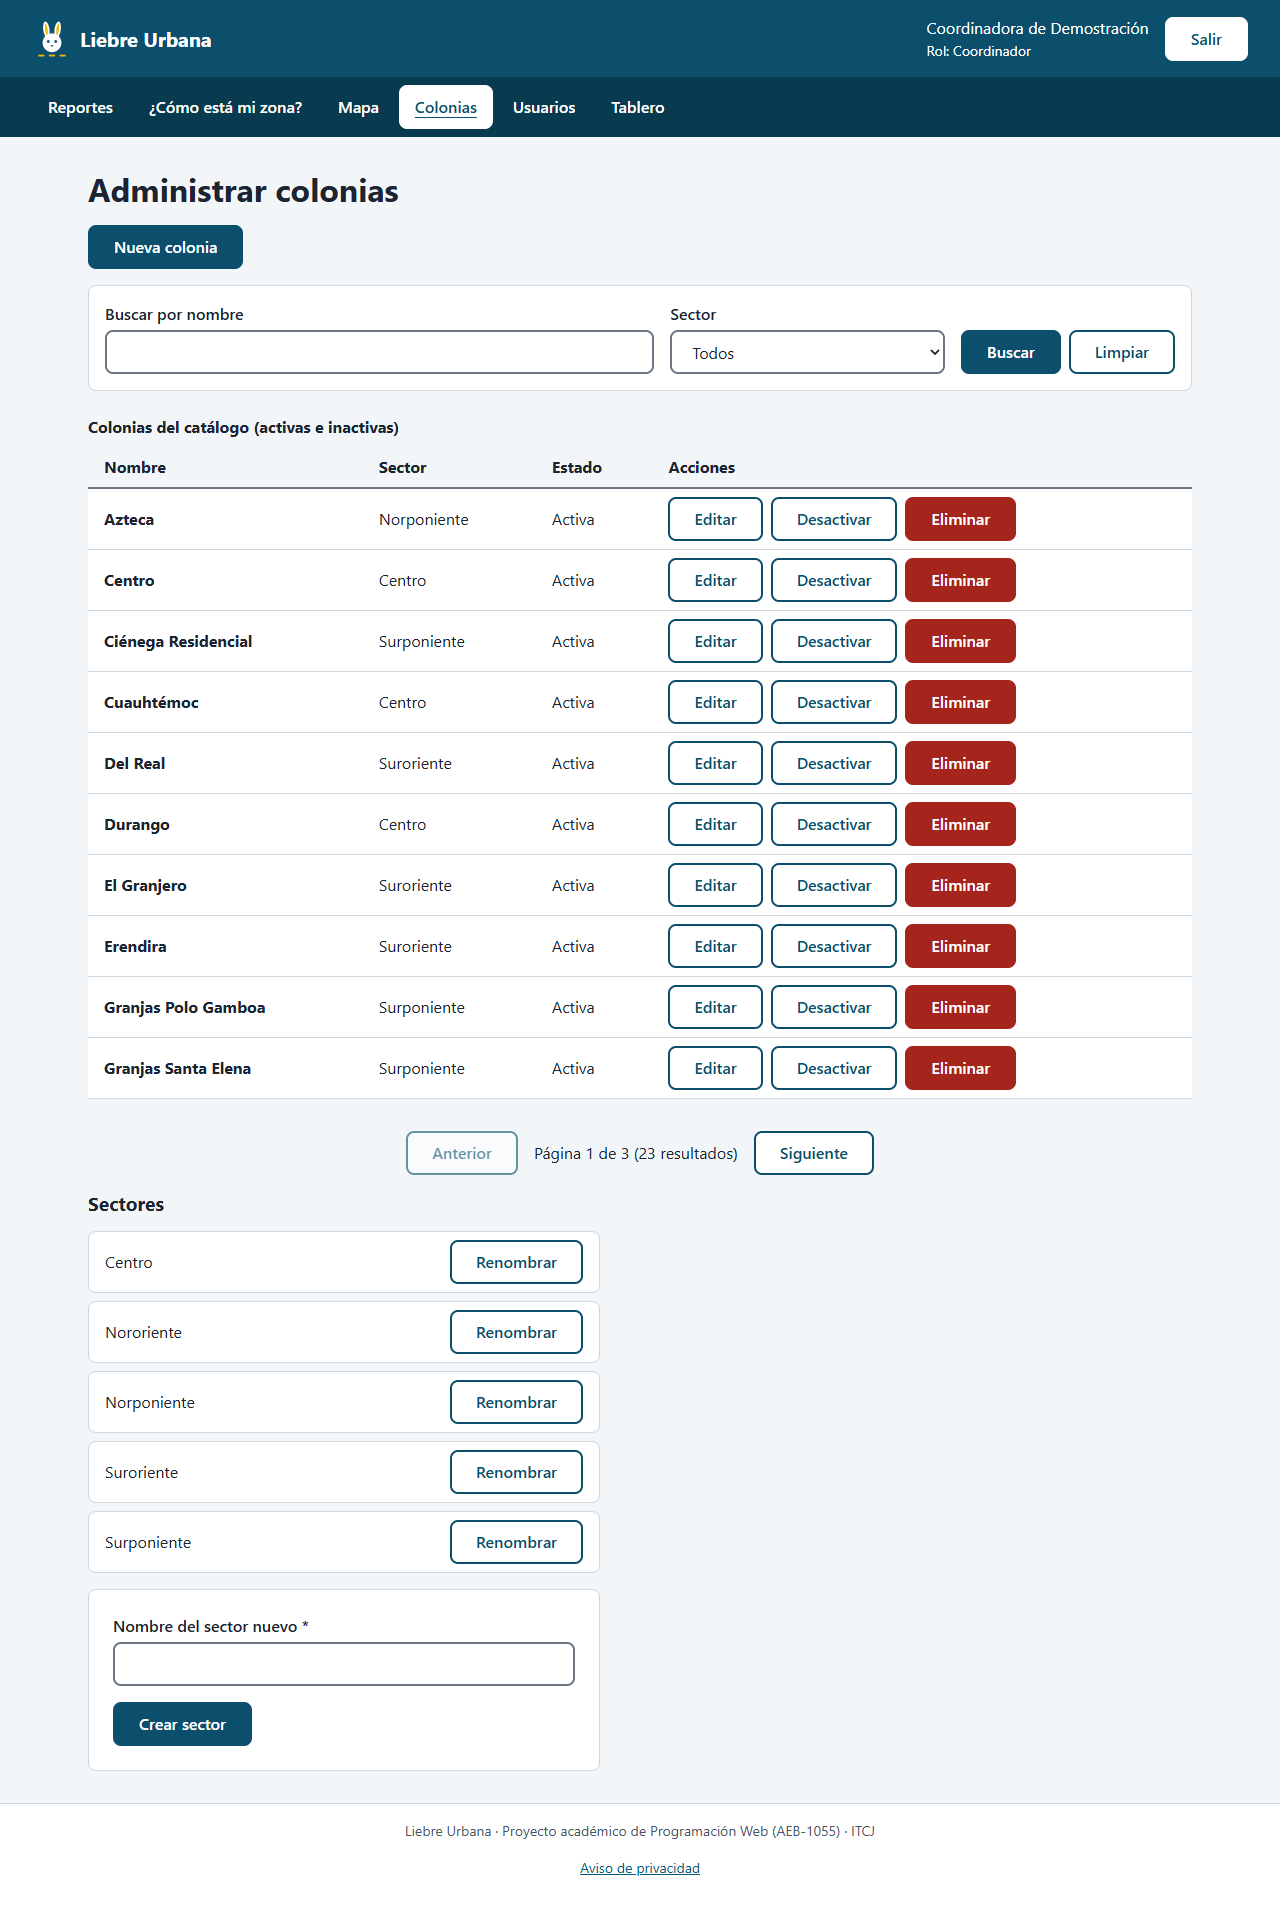 Liebre Urbana
Coordinadora de Demostración
Rol: Coordinador
Salir
Reportes ¿Cómo está mi zona? Mapa Colonias Usuarios Tablero
Administrar colonias
Nueva colonia
Buscar por nombre Sector
Todos Buscar Limpiar
Colonias del catálogo (activas e inactivas)
Nombre Sector Estado Acciones
Azteca Norponiente Activa Editar Desactivar Eliminar
Centro Centro Activa Editar Desactivar Eliminar
Ciénega Residencial Surponiente Activa Editar Desactivar Eliminar
Cuauhtémoc Centro Activa Editar Desactivar Eliminar
Del Real Suroriente Activa Editar Desactivar Eliminar
Durango Centro Activa Editar Desactivar Eliminar
El Granjero Suroriente Activa Editar Desactivar Eliminar
Erendira Suroriente Activa Editar Desactivar Eliminar
Granjas Polo Gamboa Surponiente Activa Editar Desactivar Eliminar
Granjas Santa Elena Surponiente Activa Editar Desactivar Eliminar
Anterior Página 1 de 3 (23 resultados) Siguiente
Sectores
Centro Renombrar
Nororiente Renombrar
Norponiente Renombrar
Suroriente Renombrar
Surponiente Renombrar
Nombre del sector nuevo *
Crear sector
Liebre Urbana · Proyecto académico de Programación Web (AEB-1055) · ITCJ
Aviso de privacidad